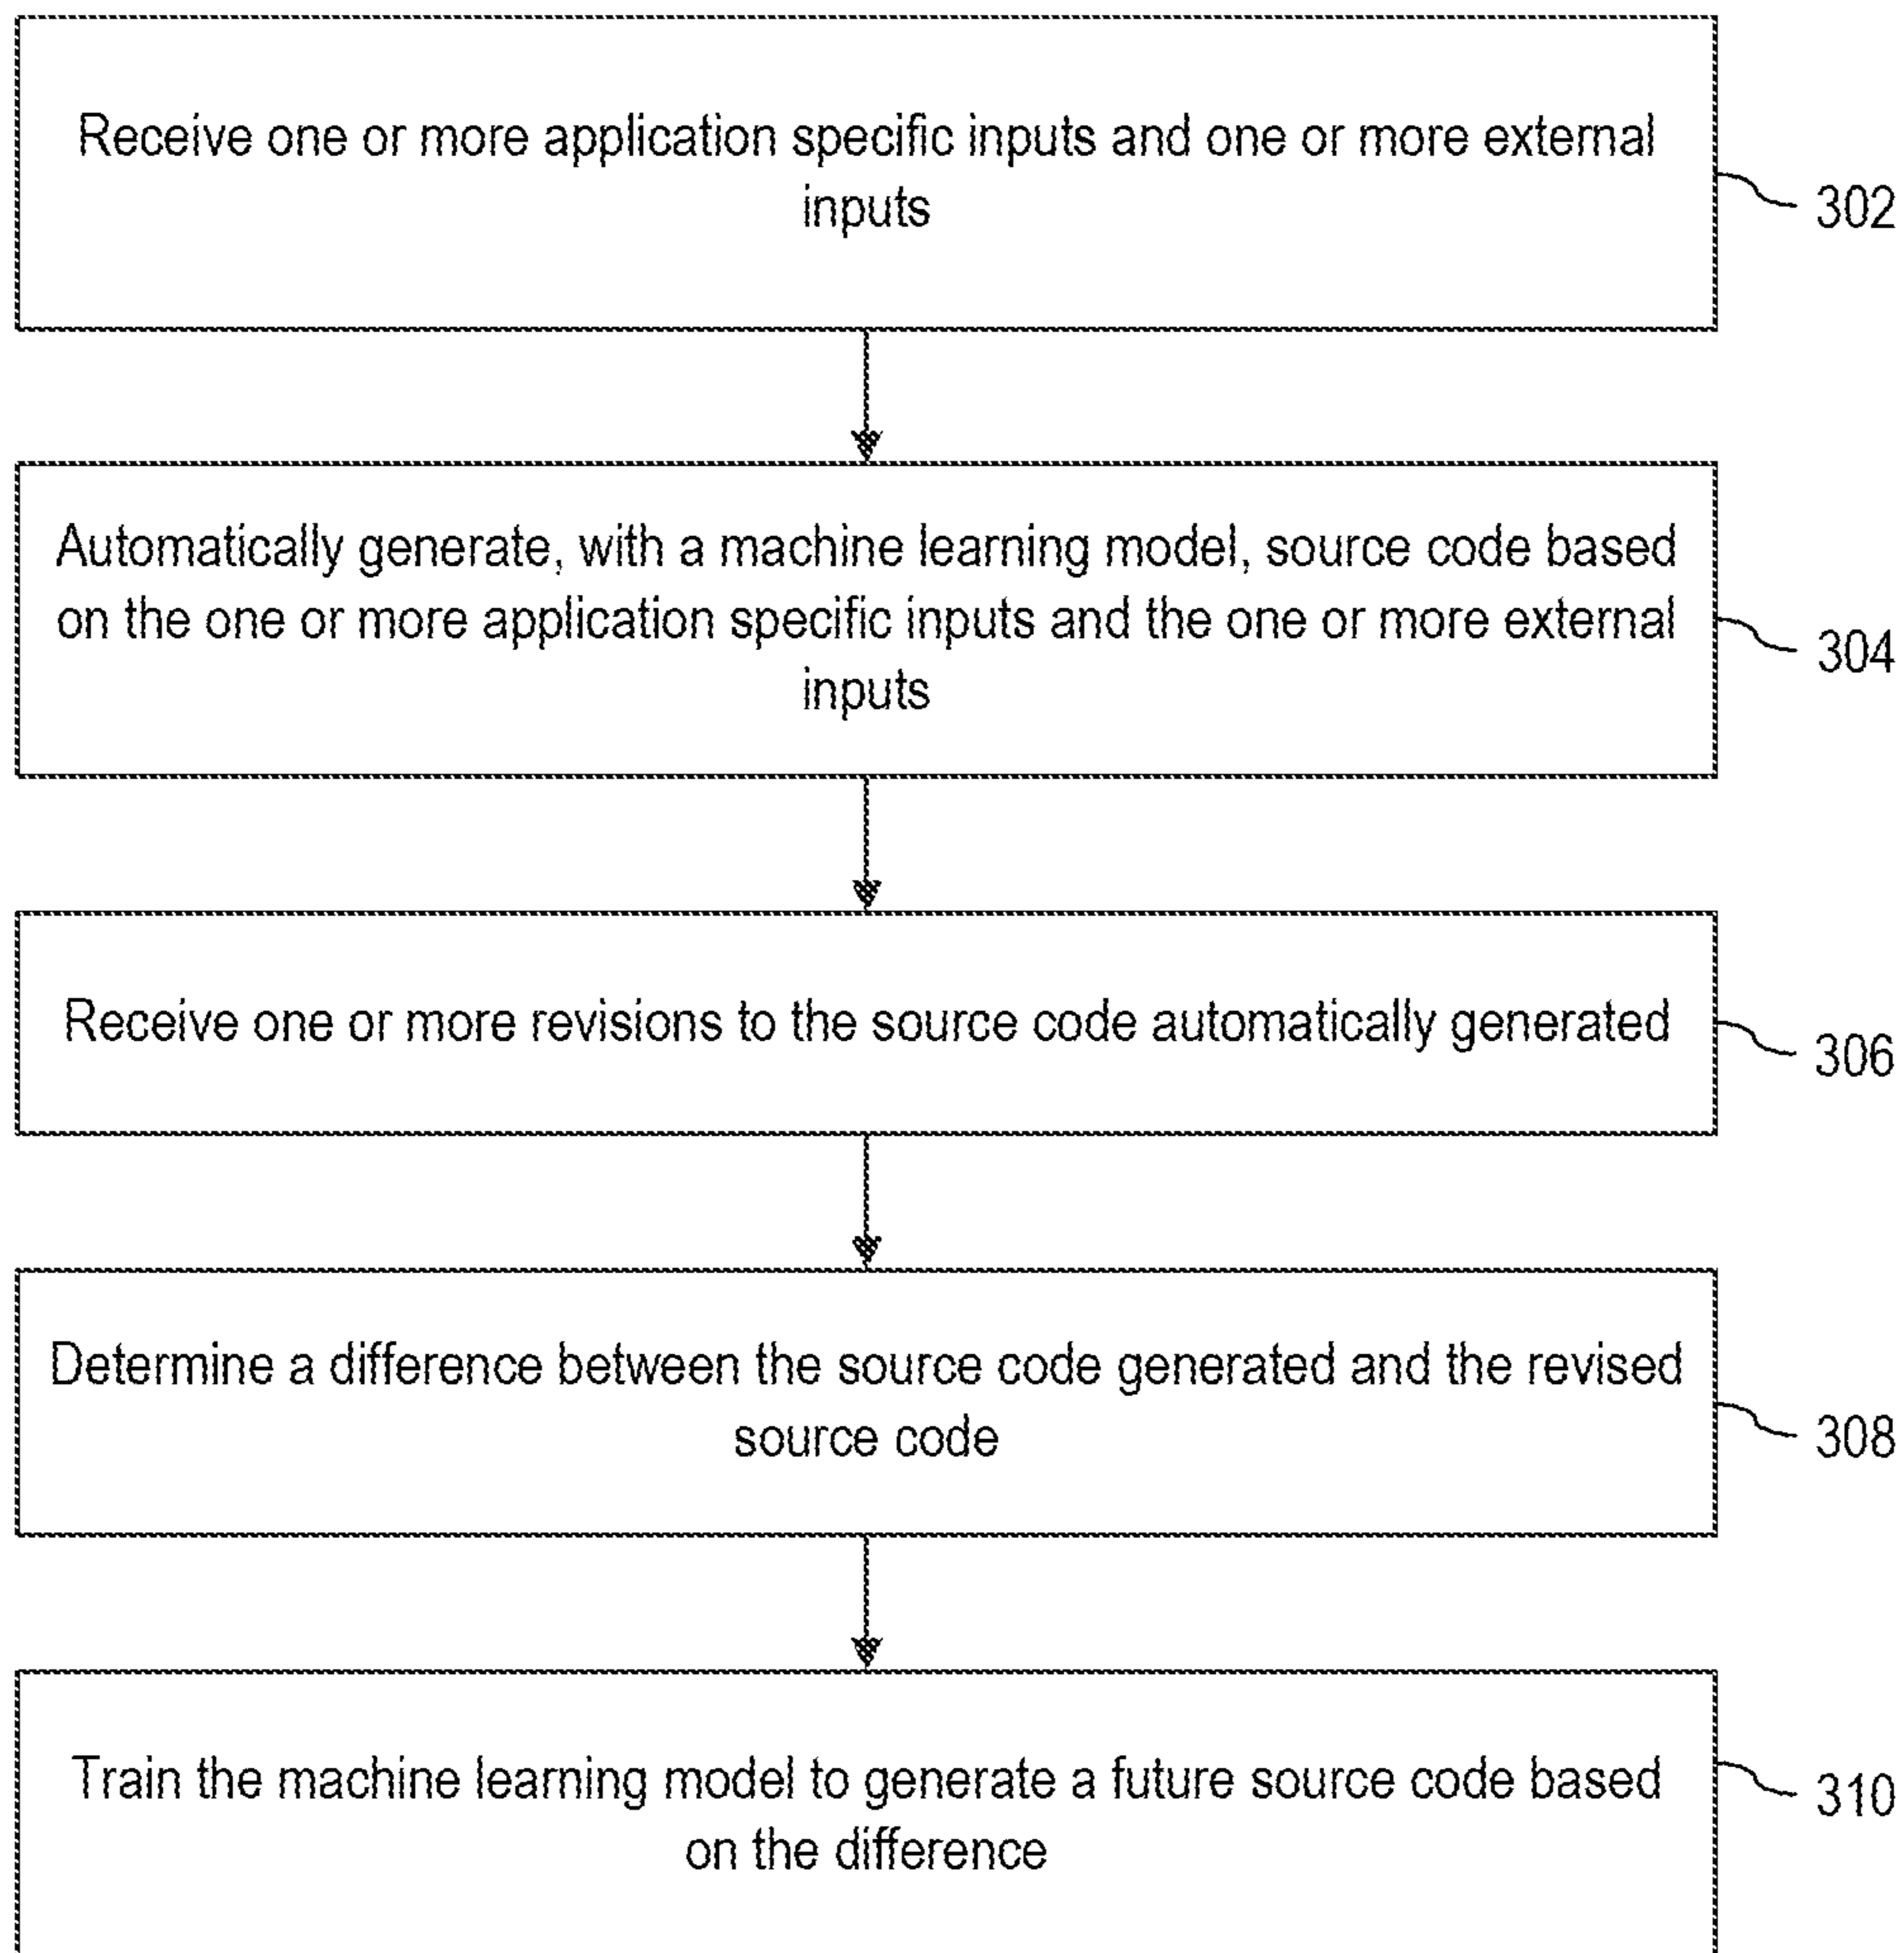 Receive one or more application specific inputs and one or more external
inputs
302
Automatically generate, with a machine learning model, source code based
on the one or more application specific inputs and the one or more external
inputs
304
Receive one or more revisions to the source code automatically generated
306
Determine a difference between the source code generated and the revised
source code
308
Train the machine learning model to generate a future source code based
on the difference
310